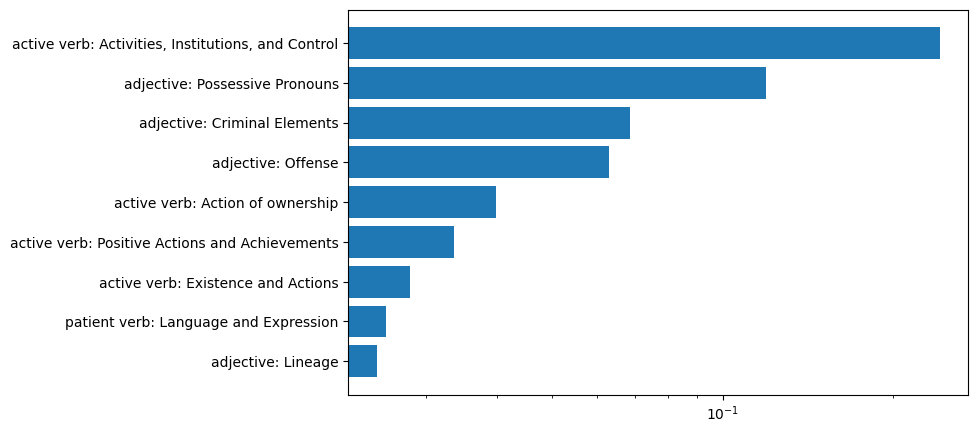 active verb: Activities, Institutions, and Control
adjective: Possessive Pronouns
adjective: Criminal Elements
adjective: Offense
active verb: Action of ownership
active verb: Positive Actions and Achievements
active verb: Existence and Actions
patient verb: Language and Expression
adjective: Lineage
10⁻¹